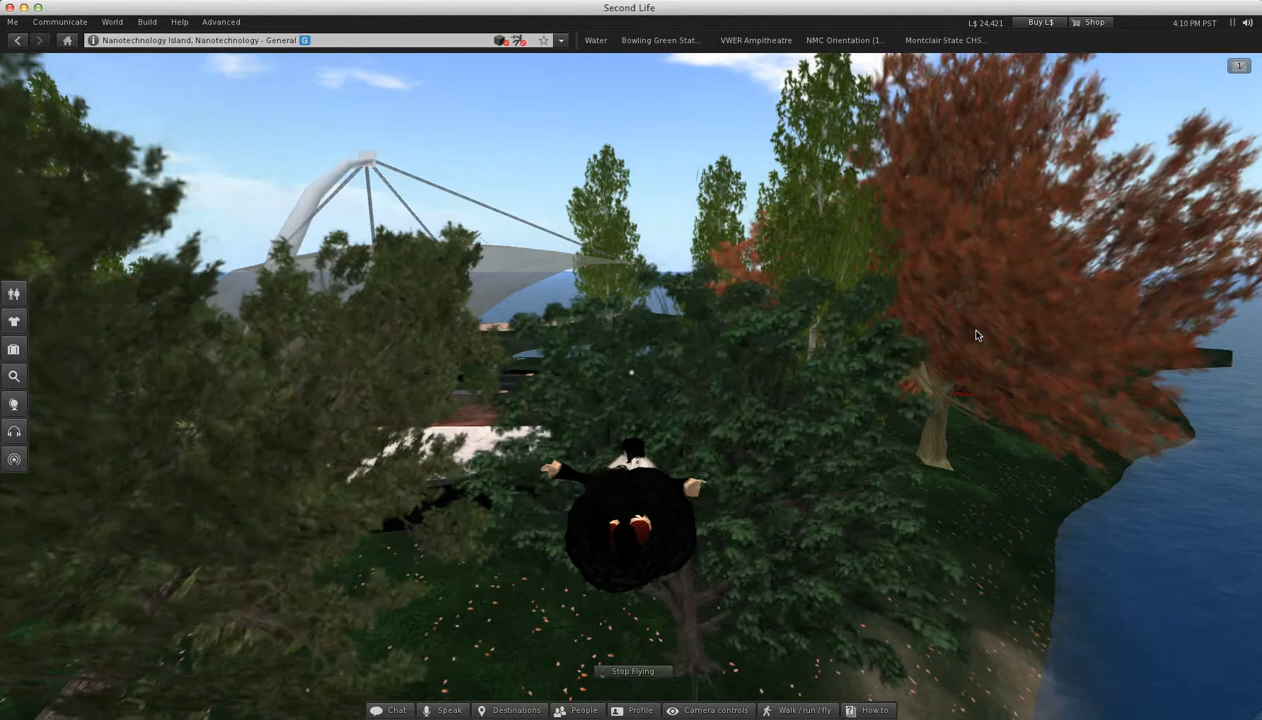 Second Life
Me Communicate World Build Help Advanced L$ 24,421 Buy L$ Shop 4:10 PM PST
Nanotechnology Island, Nanotechnology - General G Water Bowling Green Stat... VWER Ampitheatre NMC Orientation (1... Montclair State CHS...
1
Stop Flying
Chat Speak Destinations People Profile Camera controls Walk / run / fly How to